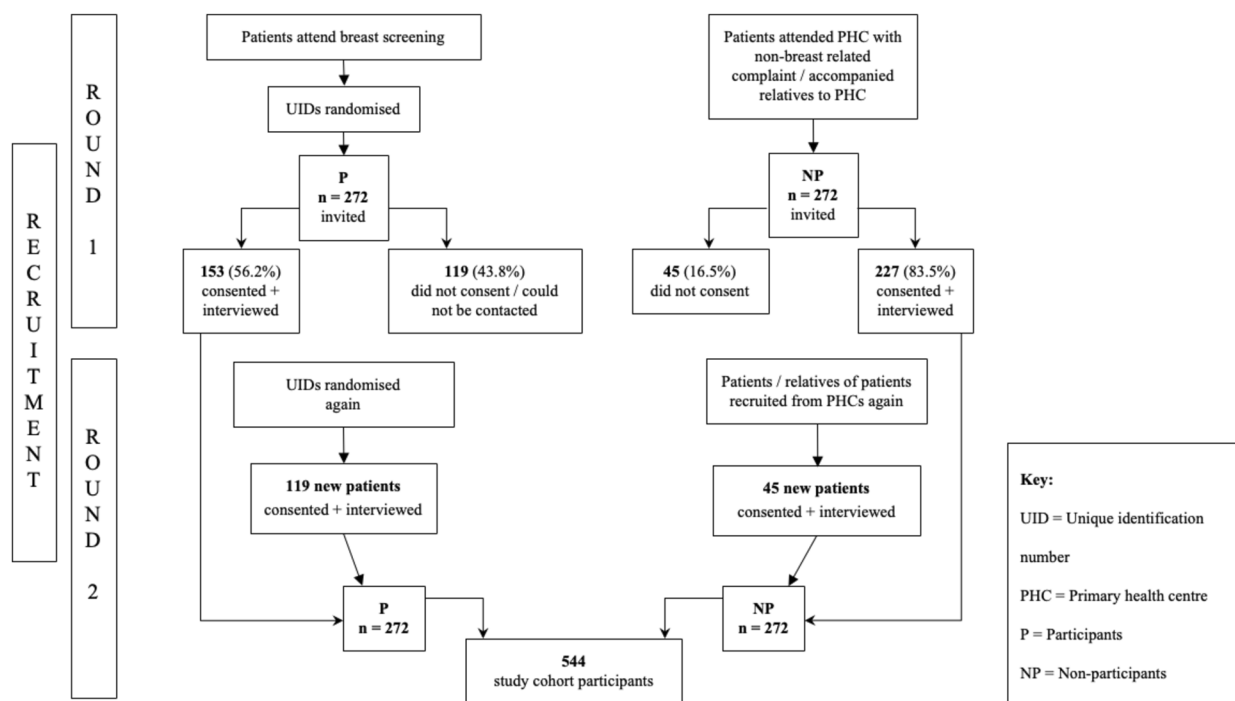 RECRUITMENT
ROUND 1
Patients attend breast screening
UIDs randomised
P
n = 272
invited
153 (56.2%)
consented +
interviewed
119 (43.8%)
did not consent / could
not be contacted
Patients attended PHC with
non-breast related
complaint / accompanied
relatives to PHC
NP
n = 272
invited
45 (16.5%)
did not consent
227 (83.5%)
consented +
interviewed
ROUND 2
UIDs randomised
again
119 new patients
consented + interviewed
P
n = 272
Patients / relatives of patients
recruited from PHCs again
45 new patients
consented + interviewed
NP
n = 272
544
study cohort participants
Key:
UID = Unique identification
number
PHC = Primary health centre
P = Participants
NP = Non-participants